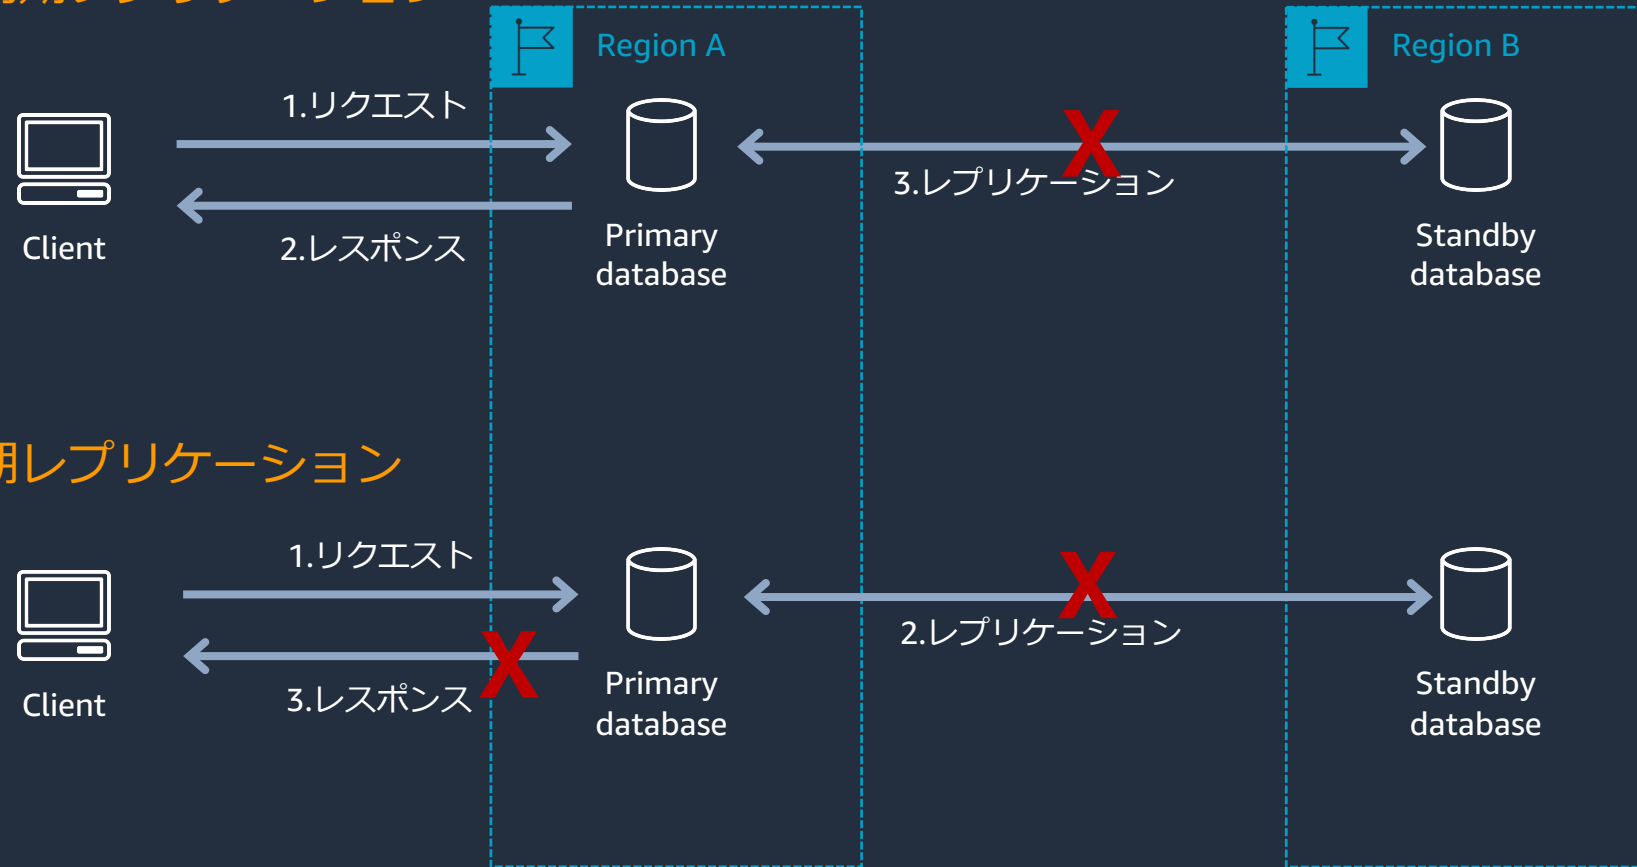 Region A
Region B
1.リクエスト
3.レプリケーション
2.レスポンス
Client
Primary
database
Standby
database
期レプリケーション
1.リクエスト
2.レプリケーション
3.レスポンス
Client
Primary
database
Standby
database
X
X
X